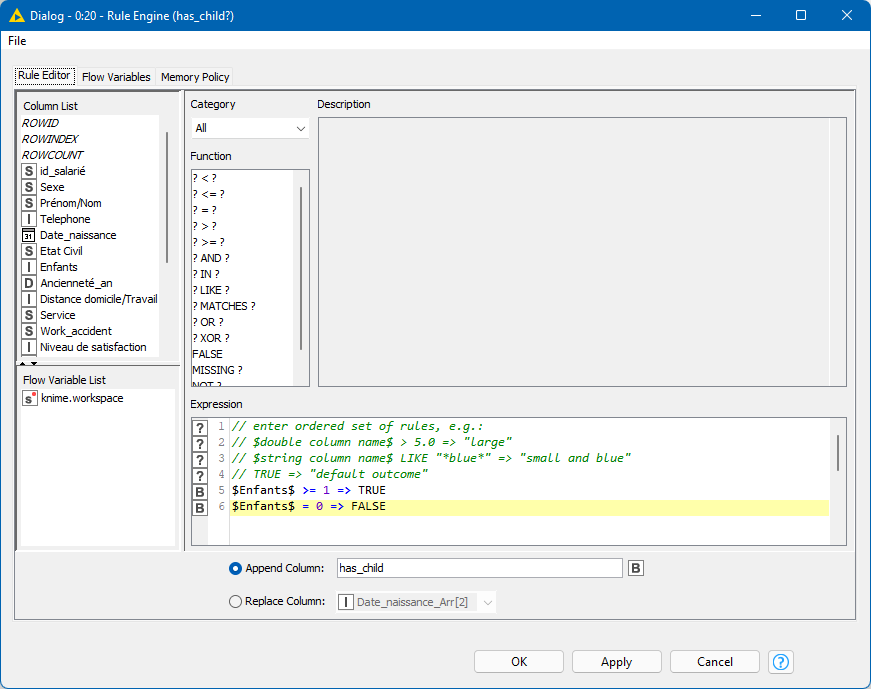 Dialog - 0:20 - Rule Engine (has_child?)
File
Rule Editor Flow Variables Memory Policy
Column List
ROWID
ROWINDEX
ROWCOUNT
S id_salarié
S Sexe
S Prénom/Nom
I Telephone
31 Date_naissance
S Etat Civil
I Enfants
D Ancienneté_an
I Distance domicile/Travail
S Service
S Work_accident
I Niveau de satisfaction
Flow Variable List
s knime.workspace
Category
All
Function
? < ?
? <= ?
? = ?
? > ?
? >= ?
? AND ?
? IN ?
? LIKE ?
? MATCHES ?
? OR ?
? XOR ?
FALSE
MISSING ?
NOT ?
Description
Expression
? 1 // enter ordered set of rules, e.g.:
? 2 // $double column name$ > 5.0 => "large"
? 3 // $string column name$ LIKE "*blue*" => "small and blue"
? 4 // TRUE => "default outcome"
B 5 $Enfants$ >= 1 => TRUE
B 6 $Enfants$ = 0 => FALSE
Append Column: has_child B
Replace Column: I Date_naissance_Arr[2]
OK Apply Cancel ?